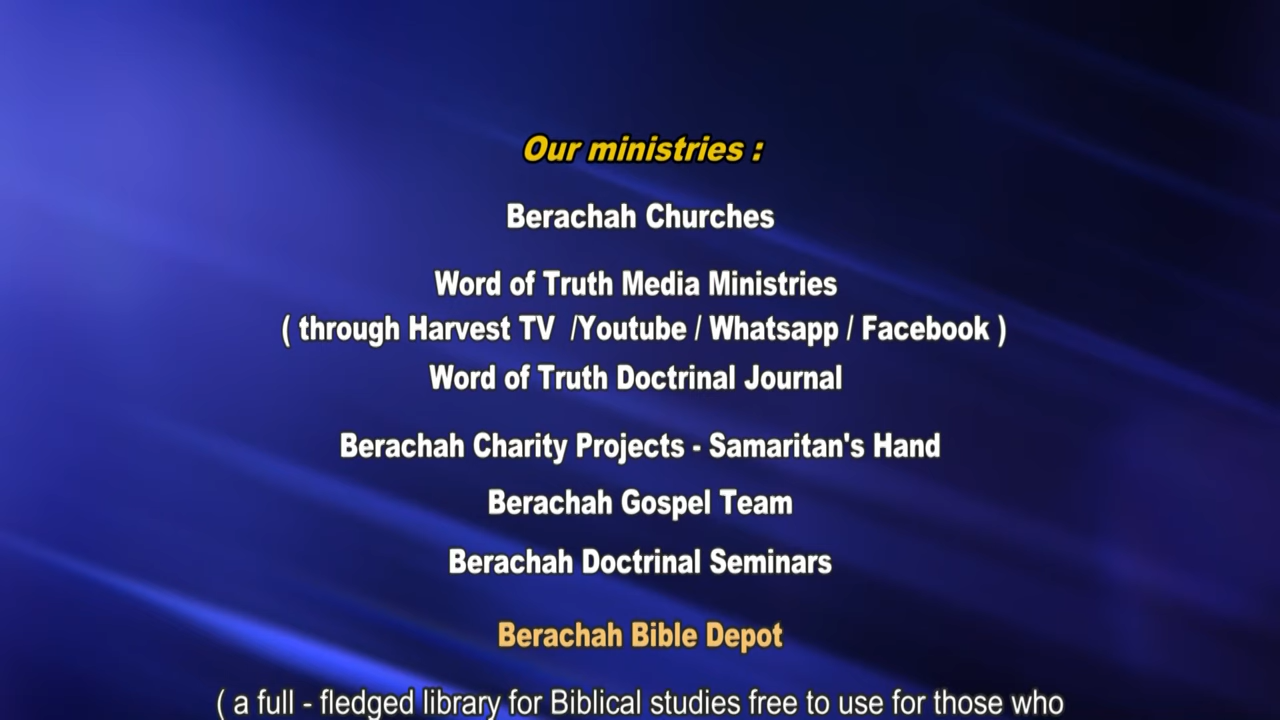 Our ministries :
Berachah Churches
Word of Truth Media Ministries
( through Harvest TV  /Youtube / Whatsapp / Facebook )
Word of Truth Doctrinal Journal
Berachah Charity Projects - Samaritan's Hand
Berachah Gospel Team
Berachah Doctrinal Seminars
Berachah Bible Depot
( a full - fledged library for Biblical studies free to use for those who